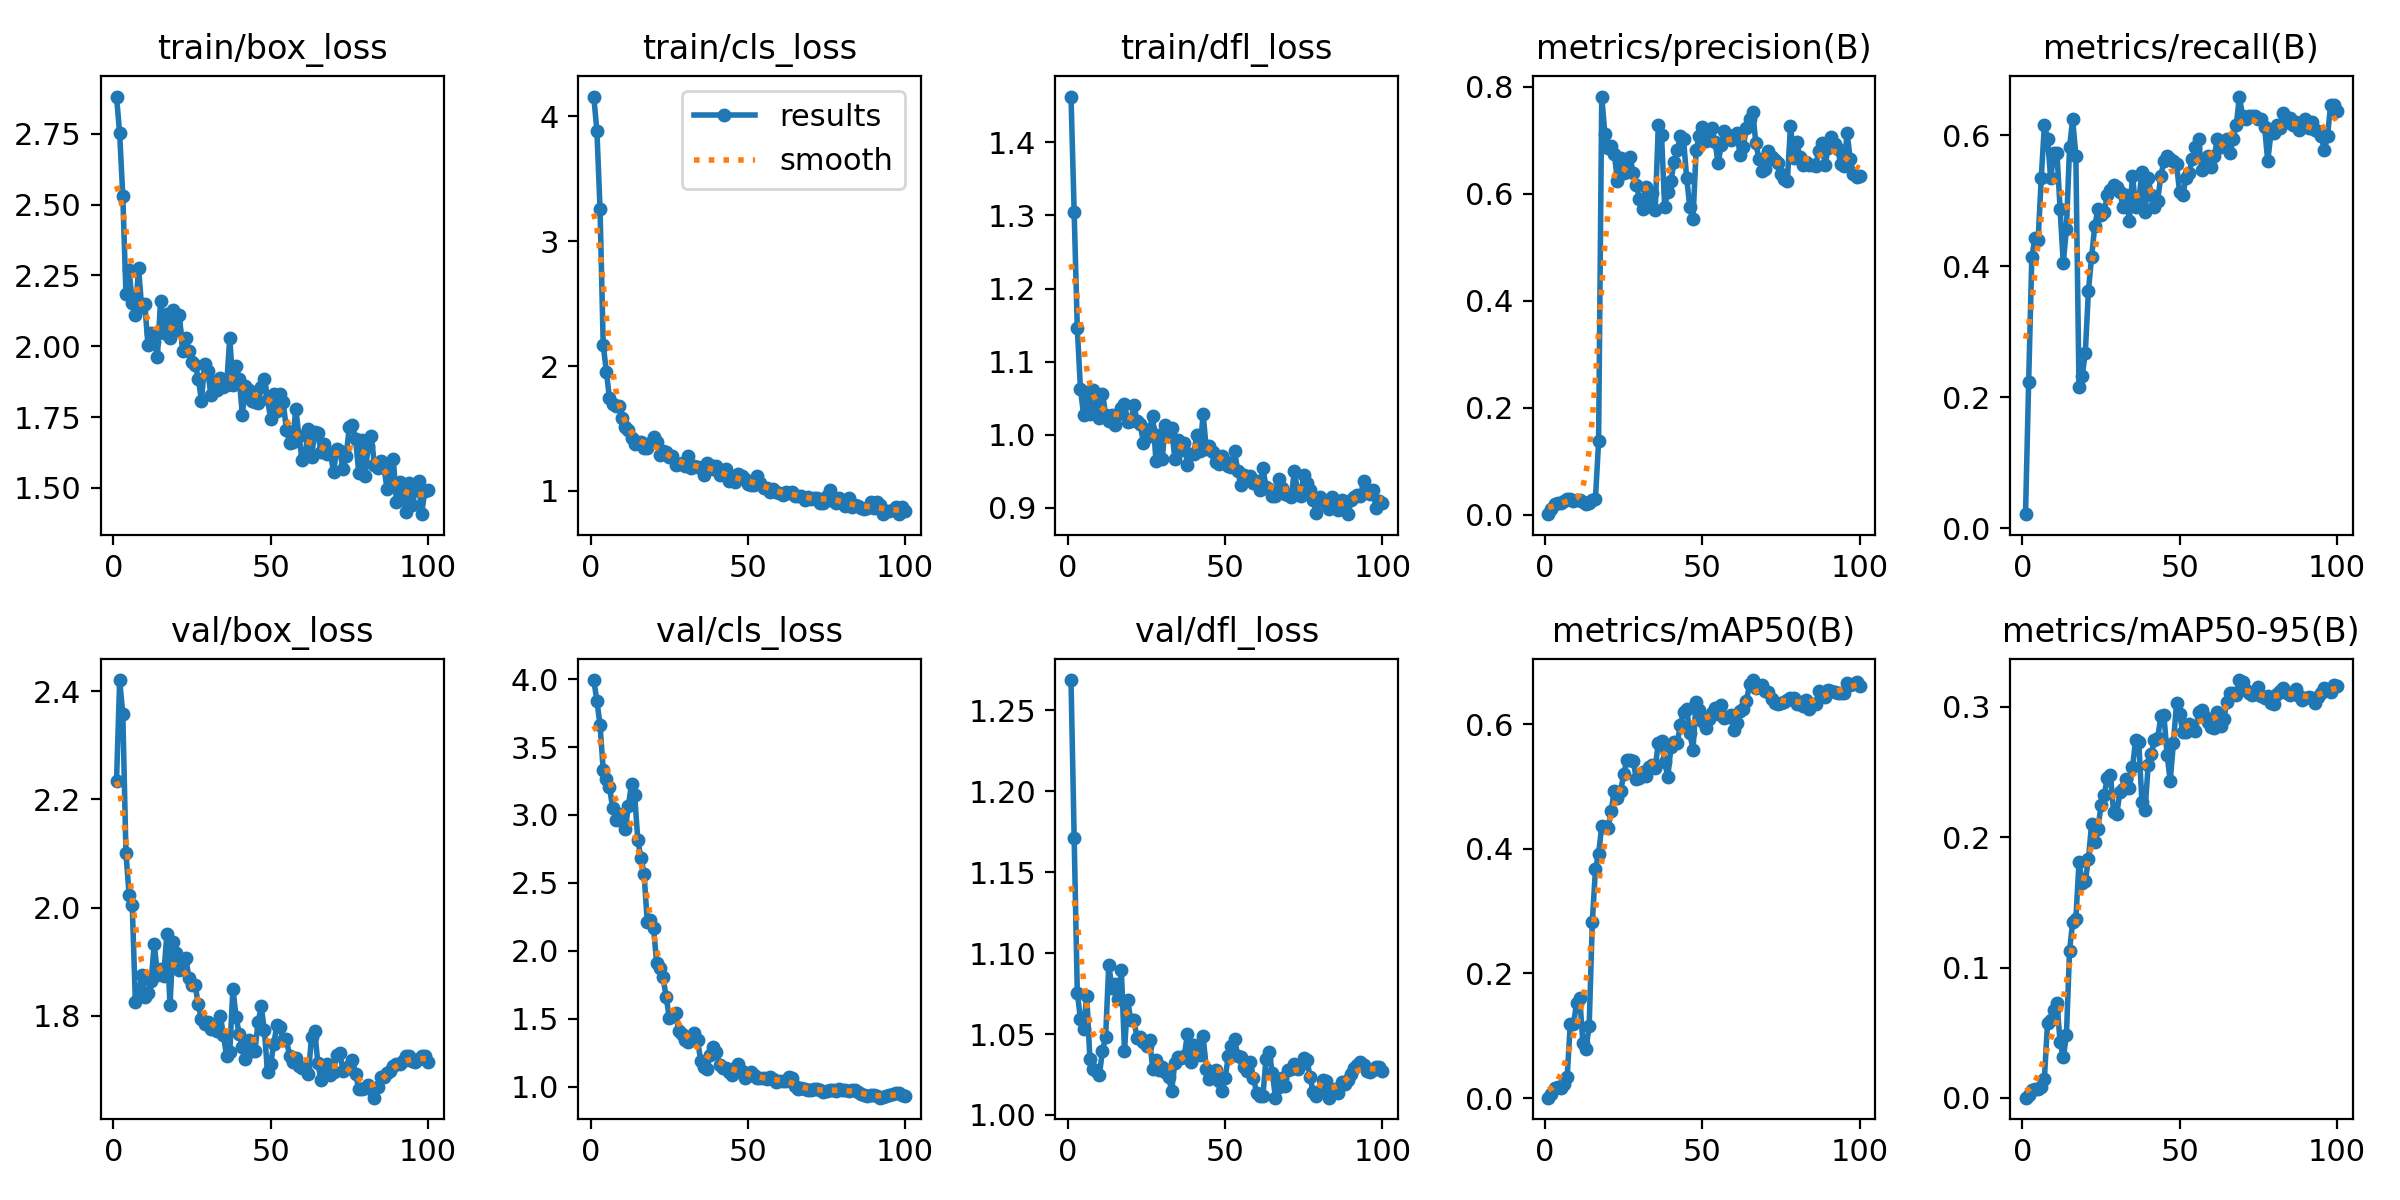 train/box_loss
2.75
2.50
2.25
2.00
1.75
1.50
0 50 100
train/cls_loss
results
smooth
4
3
2
1
0 50 100
train/dfl_loss
1.4
1.3
1.2
1.1
1.0
0.9
0 50 100
metrics/precision(B)
0.8
0.6
0.4
0.2
0.0
0 50 100
metrics/recall(B)
0.6
0.4
0.2
0.0
0 50 100
val/box_loss
2.4
2.2
2.0
1.8
0 50 100
val/cls_loss
4.0
3.5
3.0
2.5
2.0
1.5
1.0
0 50 100
val/dfl_loss
1.25
1.20
1.15
1.10
1.05
1.00
0 50 100
metrics/mAP50(B)
0.6
0.4
0.2
0.0
0 50 100
metrics/mAP50-95(B)
0.3
0.2
0.1
0.0
0 50 100